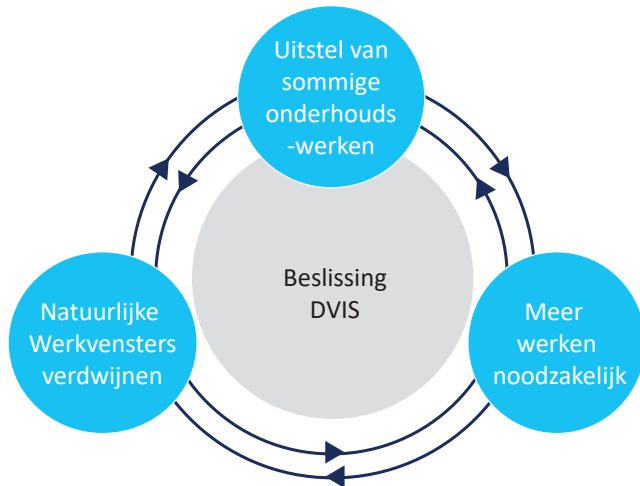 Uitstel van
sommige
onderhouds
-werken
Beslissing
DVIS
Natuurlijke
Werkvensters
verdwijnen
Meer
werken
noodzakelijk